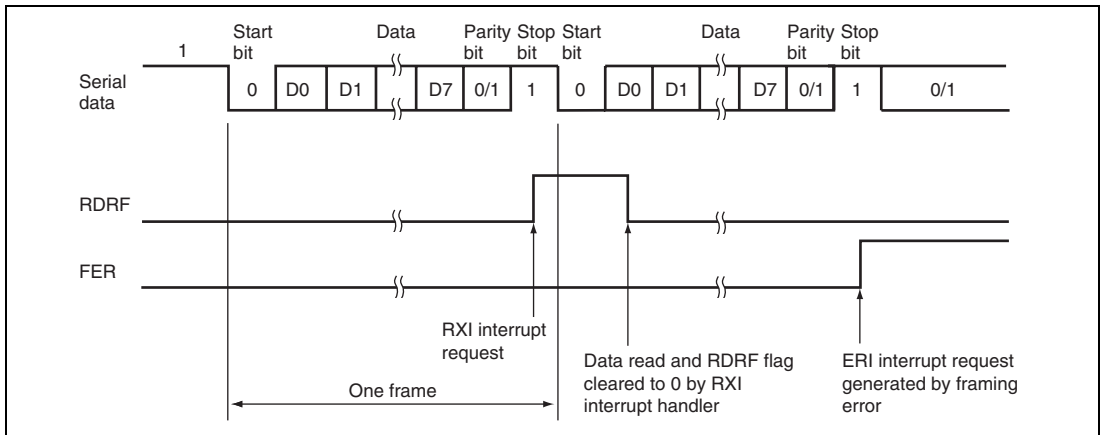 Start Data Parity Stop Start Data Parity Stop
1 bit bit bit bit bit bit
Serial data 0 D0 D1 D7 0/1 1 0 D0 D1 D7 0/1 1 0/1
RDRF
FER
RXI interrupt
request
Data read and RDRF flag
cleared to 0 by RXI
interrupt handler
ERI interrupt request
generated by framing
error
One frame